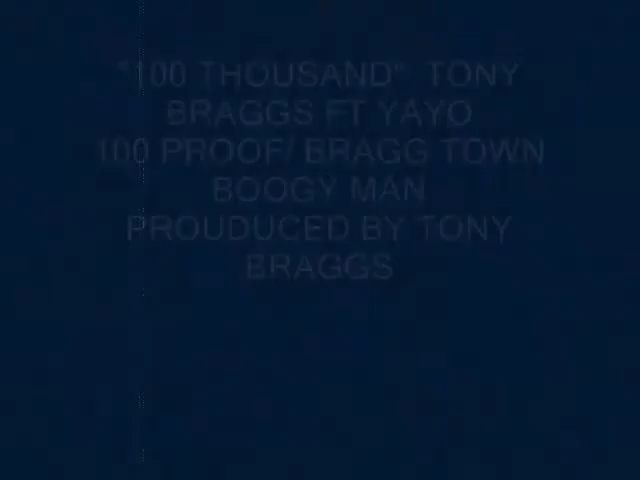 "100 THOUSAND" TONY
BRAGGS FT YAYO
100 PROOF/ BRAGG TOWN
BOOGY MAN
PROUDUCED BY TONY
BRAGGS